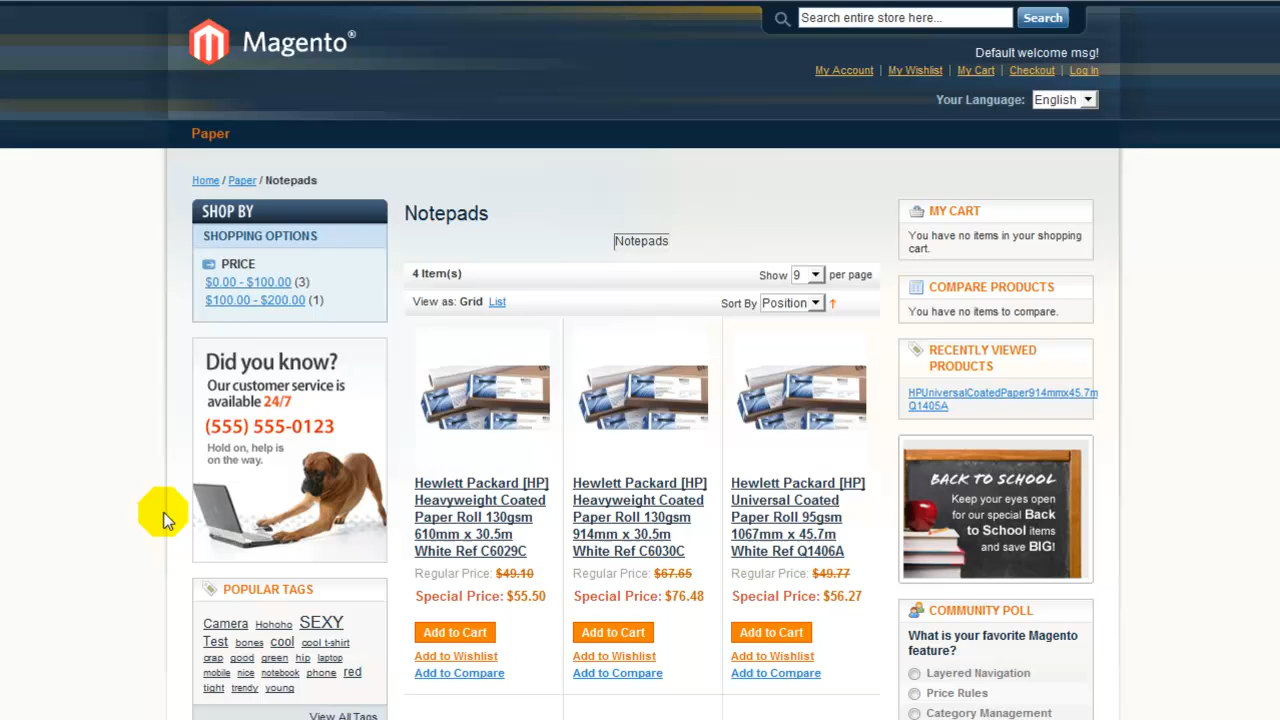 Search entire store here...
Search
Magento®
Default welcome msg!
My Account | My Wishlist | My Cart | Checkout | Log In
Your Language: English
Paper
Home / Paper / Notepads
SHOP BY
SHOPPING OPTIONS
PRICE
$0.00 - $100.00 (3)
$100.00 - $200.00 (1)
Did you know?
Our customer service is
available 24/7
(555) 555-0123
Hold on, help is
on the way.
POPULAR TAGS
Camera Hohoho SEXY
Test bones cool cool t-shirt
crap good green hip laptop
mobile nice notebook phone red
tight trendy young
View All Tags
Notepads
Notepads
4 Item(s)
Show 9 per page
View as: Grid List
Sort By Position
Hewlett Packard [HP]
Heavyweight Coated
Paper Roll 130gsm
610mm x 30.5m
White Ref C6029C
Regular Price: $49.10
Special Price: $55.50
Add to Cart
Add to Wishlist
Add to Compare
Hewlett Packard [HP]
Heavyweight Coated
Paper Roll 130gsm
914mm x 30.5m
White Ref C6030C
Regular Price: $67.65
Special Price: $76.48
Add to Cart
Add to Wishlist
Add to Compare
Hewlett Packard [HP]
Universal Coated
Paper Roll 95gsm
1067mm x 45.7m
White Ref Q1406A
Regular Price: $49.77
Special Price: $56.27
Add to Cart
Add to Wishlist
Add to Compare
MY CART
You have no items in your shopping
cart.
COMPARE PRODUCTS
You have no items to compare.
RECENTLY VIEWED
PRODUCTS
HPUniversalCoatedPaper914mmx45.7m
Q1405A
BACK TO SCHOOL
Keep your eyes open
for our special Back
to School items
and save BIG!
COMMUNITY POLL
What is your favorite Magento
feature?
Layered Navigation
Price Rules
Category Management